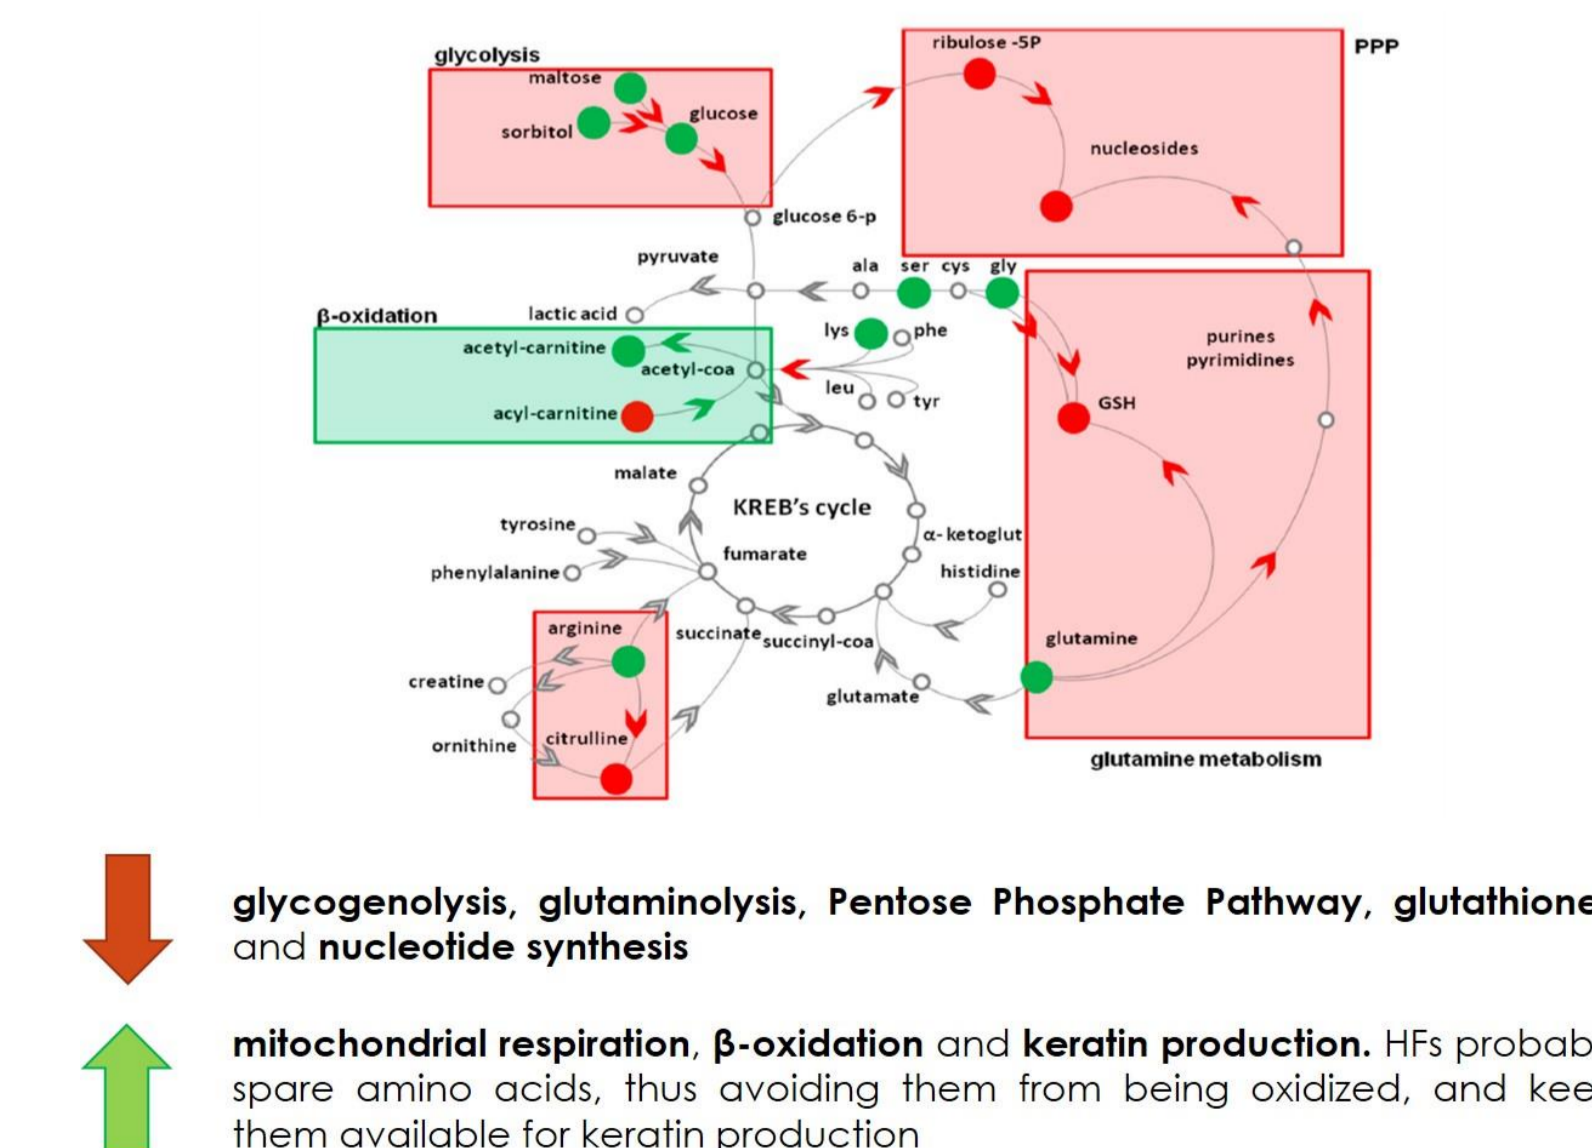 glycolysis
maltose
sorbitol
glucose
ribulose -5P
PPP
nucleosides
glucose 6-p
pyruvate
lactic acid
ala ser cys gly
β-oxidation
acetyl-carnitine
acetyl-coa
acyl-carnitine
lys phe
leu tyr
purines
pyrimidines
GSH
malate
KREB's cycle
tyrosine
phenylalanine
fumarate
α- ketoglut
histidine
arginine
succinate
succinyl-coa
glutamine
creatine
glutamate
ornithine
citrulline
glutamine metabolism
glycogenolysis, glutaminolysis, Pentose Phosphate Pathway, glutathione
and nucleotide synthesis
mitochondrial respiration, β-oxidation and keratin production. HFs probab
spare amino acids, thus avoiding them from being oxidized, and kee
them available for keratin production